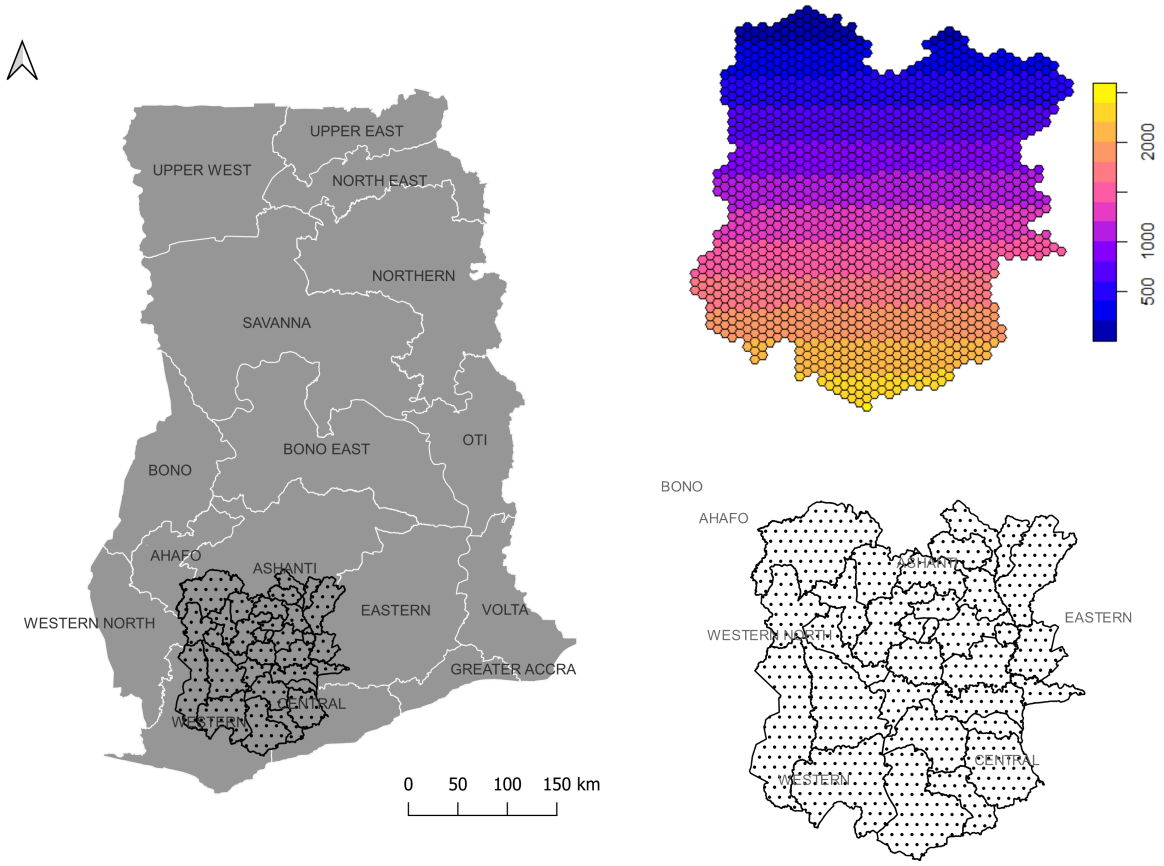 UPPER EAST
UPPER WEST
NORTH EAST
NORTHERN
SAVANNA
OTI
BONO EAST
BONO
AHAFO
ASHANTI
EASTERN
VOLTA
WESTERN NORTH
GREATER ACCRA
CENTRAL
WESTERN
0 50 100 150 km
2000
1000
500
BONO
AHAFO
ASHANTI
EASTERN
WESTERN NORTH
CENTRAL
WESTERN